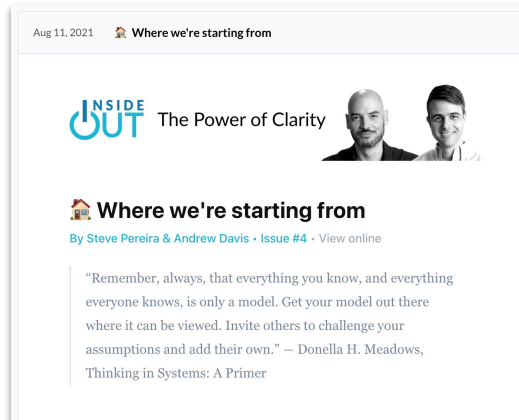 Aug 11, 2021 🏠 Where we're starting from
INSIDE
OUT The Power of Clarity
🏠 Where we're starting from
By Steve Pereira & Andrew Davis • Issue #4 • View online
“Remember, always, that everything you know, and everything
everyone knows, is only a model. Get your model out there
where it can be viewed. Invite others to challenge your
assumptions and add their own.” — Donella H. Meadows,
Thinking in Systems: A Primer